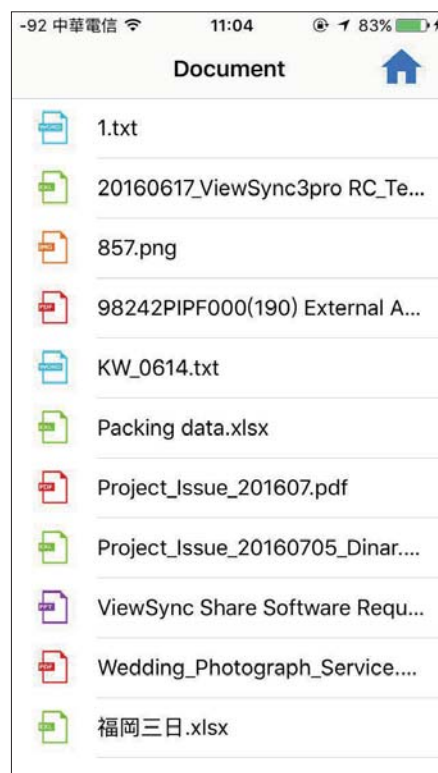 -92 中華電信 11:04 83%
Document
1.txt
20160617_ViewSync3pro RC_Te...
857.png
98242PIPF000(190) External A...
KW_0614.txt
Packing data.xlsx
Project_Issue_201607.pdf
Project_Issue_20160705_Dinar....
ViewSync Share Software Requ...
Wedding_Photograph_Service....
福岡三日.xlsx